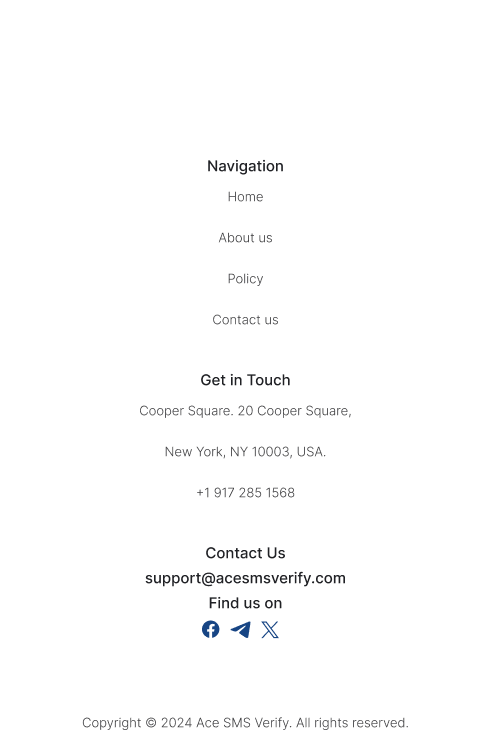 Navigation
Home
About us
Policy
Contact us
Get in Touch
Cooper Square. 20 Cooper Square,
New York, NY 10003, USA.
+1 917 285 1568
Contact Us
support@acesmsverify.com
Find us on
Copyright © 2024 Ace SMS Verify. All rights reserved.